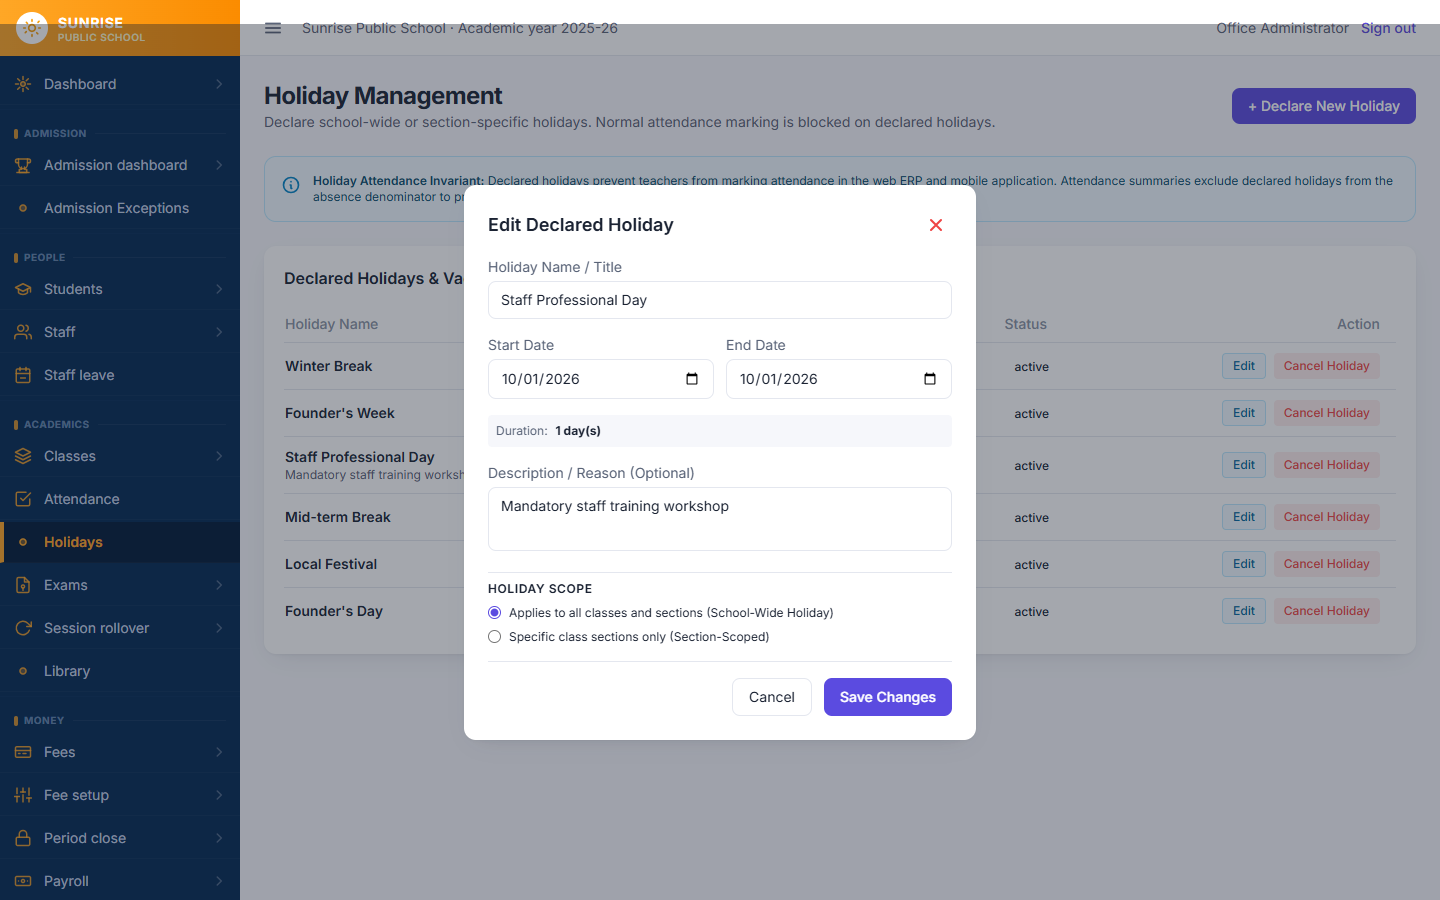 SUNRISE
PUBLIC SCHOOL
Sunrise Public School · Academic year 2025-26
Office Administrator
Sign out
Dashboard
ADMISSION
Admission dashboard
Admission Exceptions
PEOPLE
Students
Staff
Staff leave
ACADEMICS
Classes
Attendance
Holidays
Exams
Session rollover
Library
MONEY
Fees
Fee setup
Period close
Payroll
Holiday Management
Declare school-wide or section-specific holidays. Normal attendance marking is blocked on declared holidays.
+ Declare New Holiday
Holiday Attendance Invariant: Declared holidays prevent teachers from marking attendance in the web ERP and mobile application. Attendance summaries exclude declared holidays from the
absence denominator to pr
Declared Holidays & Va
Holiday Name
Status
Action
Winter Break
active
Edit
Cancel Holiday
Founder's Week
active
Edit
Cancel Holiday
Staff Professional Day
Mandatory staff training worksh
active
Edit
Cancel Holiday
Mid-term Break
active
Edit
Cancel Holiday
Local Festival
active
Edit
Cancel Holiday
Founder's Day
active
Edit
Cancel Holiday
Edit Declared Holiday
Holiday Name / Title
Staff Professional Day
Start Date
End Date
10/01/2026
10/01/2026
Duration: 1 day(s)
Description / Reason (Optional)
Mandatory staff training workshop
HOLIDAY SCOPE
Applies to all classes and sections (School-Wide Holiday)
Specific class sections only (Section-Scoped)
Cancel
Save Changes